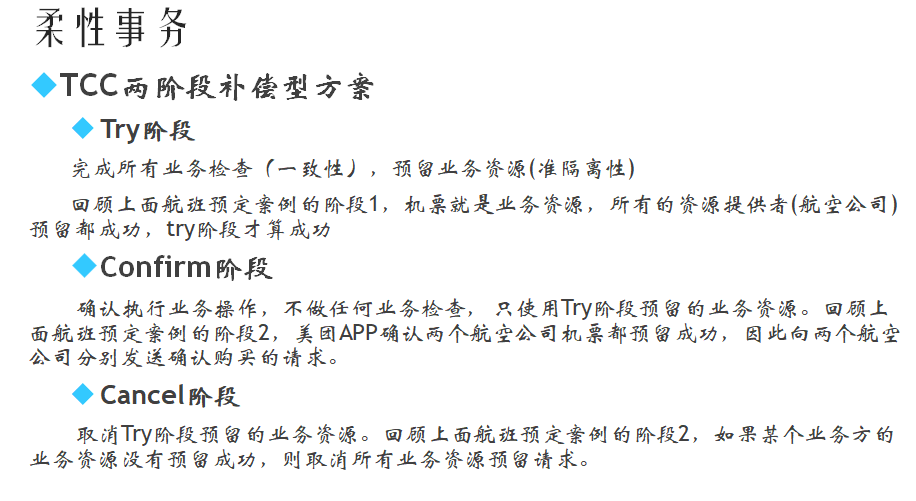 柔性事务
TCC两阶段补偿型方案
Try阶段
完成所有业务检查（一致性），预留业务资源(准隔离性)
回顾上面航班预定案例的阶段1，机票就是业务资源，所有的资源提供者(航空公司)
预留都成功，try阶段才算成功
Confirm阶段
确认执行业务操作，不做任何业务检查，只使用Try阶段预留的业务资源。回顾上
面航班预定案例的阶段2，美团APP确认两个航空公司机票都预留成功，因此向两个航空
公司分别发送确认购买的请求。
Cancel阶段
取消Try阶段预留的业务资源。回顾上面航班预定案例的阶段2，如果某个业务方的
业务资源没有预留成功，则取消所有业务资源预留请求。